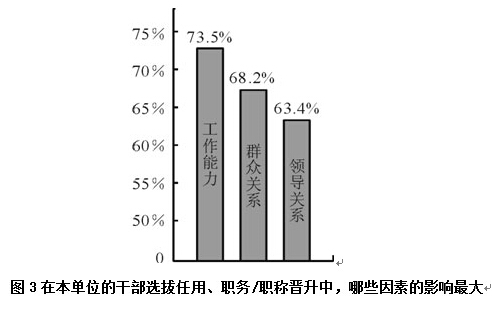 75%
73.5%
70%
68.2%
65%
63.4%
60%
55%
50%
0
工作能力
群众关系
领导关系
图 3 在本单位的干部选拔任用、职务/职称晋升中，哪些因素的影响最大